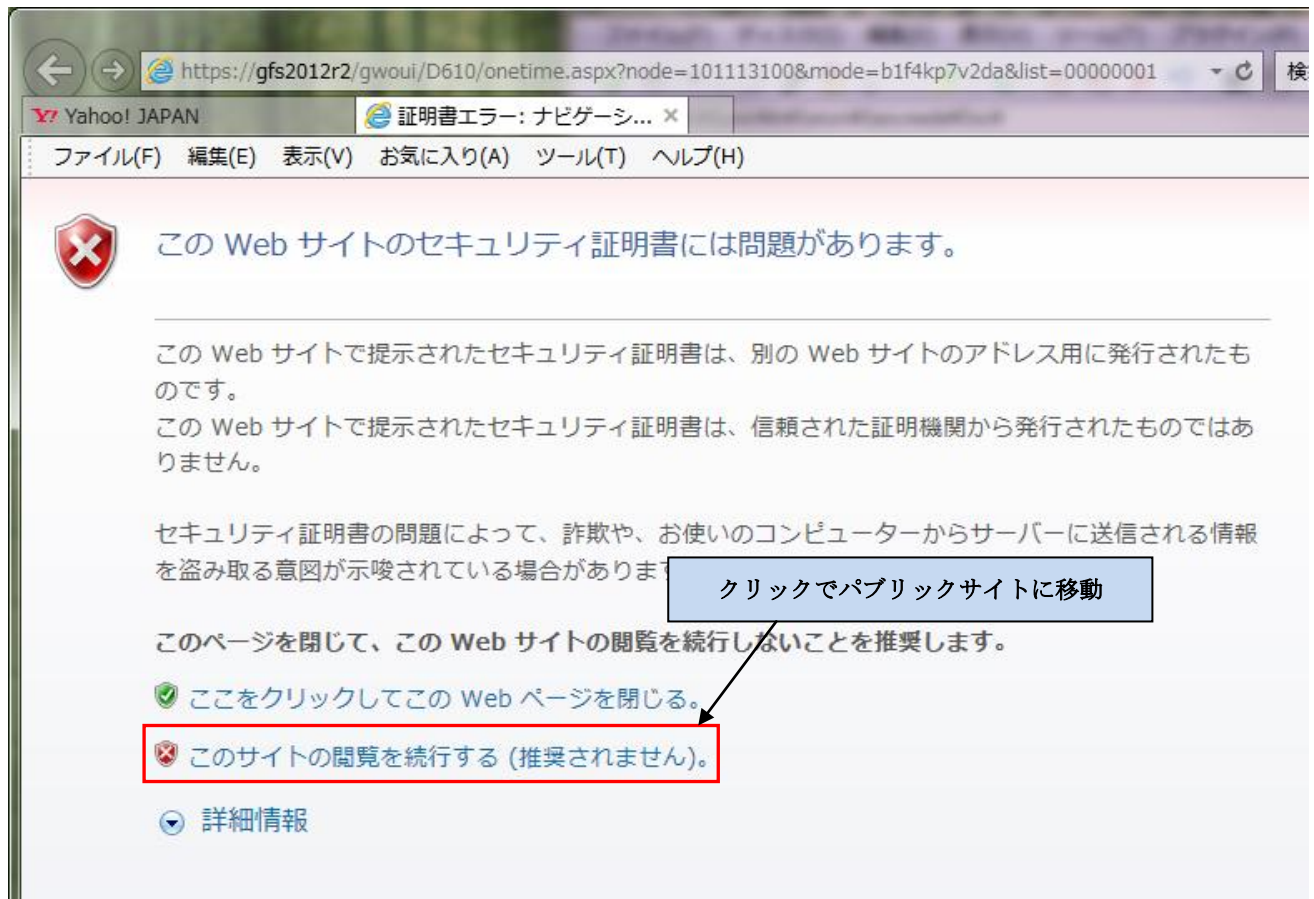 https://gfs2012r2/gwoui/D610/onetime.aspx?node=101113100&mode=b1f4kp7v2da&list=00000001
検
Yahoo! JAPAN
証明書エラー: ナビゲーシ...
ファイル(F) 編集(E) 表示(V) お気に入り(A) ツール(T) ヘルプ(H)
この Web サイトのセキュリティ証明書には問題があります。
この Web サイトで提示されたセキュリティ証明書は、別の Web サイトのアドレス用に発行されたも
のです。
この Web サイトで提示されたセキュリティ証明書は、信頼された証明機関から発行されたものではあ
りません。
セキュリティ証明書の問題によって、詐欺や、お使いのコンピューターからサーバーに送信される情報
を盗み取る意図が示唆されている場合がありま
クリックでパブリックサイトに移動
このページを閉じて、この Web サイトの閲覧を続行しないことを推奨します。
ここをクリックしてこの Web ページを閉じる。
このサイトの閲覧を続行する (推奨されません)。
詳細情報